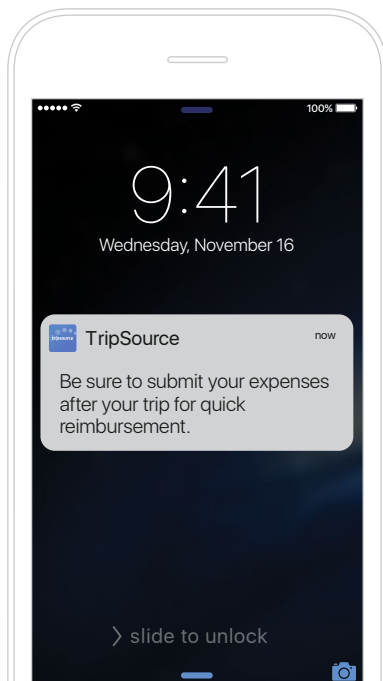 100%
9:41
Wednesday, November 16
tripsource
TripSource
now
Be sure to submit your expenses
after your trip for quick
reimbursement.
> slide to unlock